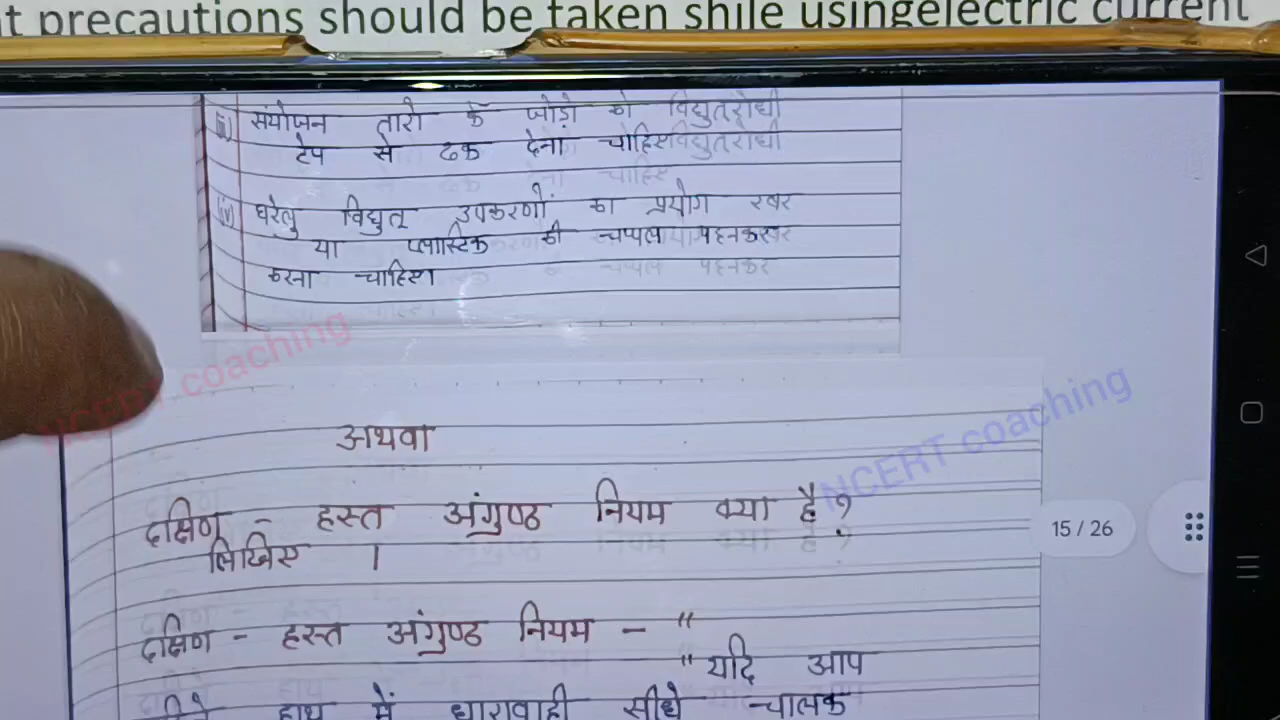 t precautions should be taken shile usingelectric current
(iii) संयोजन तारो के जोड़ो को विद्युतरोधी
टेप से ढक देना चाहिए
(iv) घरेलु विद्युत उपकरणों का प्रयोग रबर
या प्लास्टिक की चप्पल पहनकर
करना चाहिए।
NCERT coaching
अथवा
NCERT coaching
दक्षिण - हस्त अंगुष्ठ नियम क्या है?
लिखिए ।
15 / 26
दक्षिण - हस्त अंगुष्ठ नियम - "
" यदि आप
हाथ में धारावाही सीधे चालक